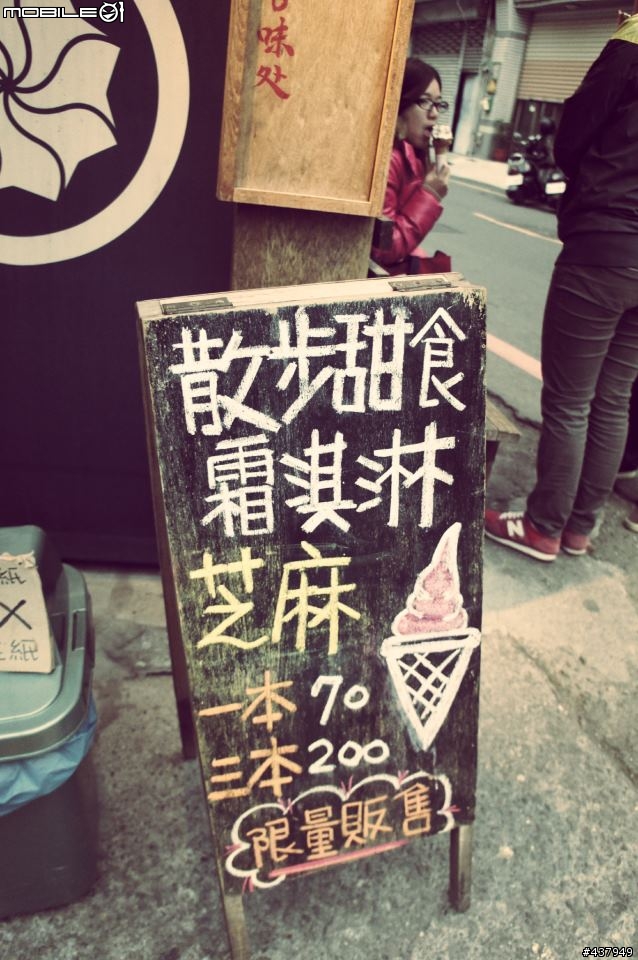 MOBILE01
味处
散步甜食
霜淇淋
芝麻
一本 70
三本 200
限量販售
N
#437949